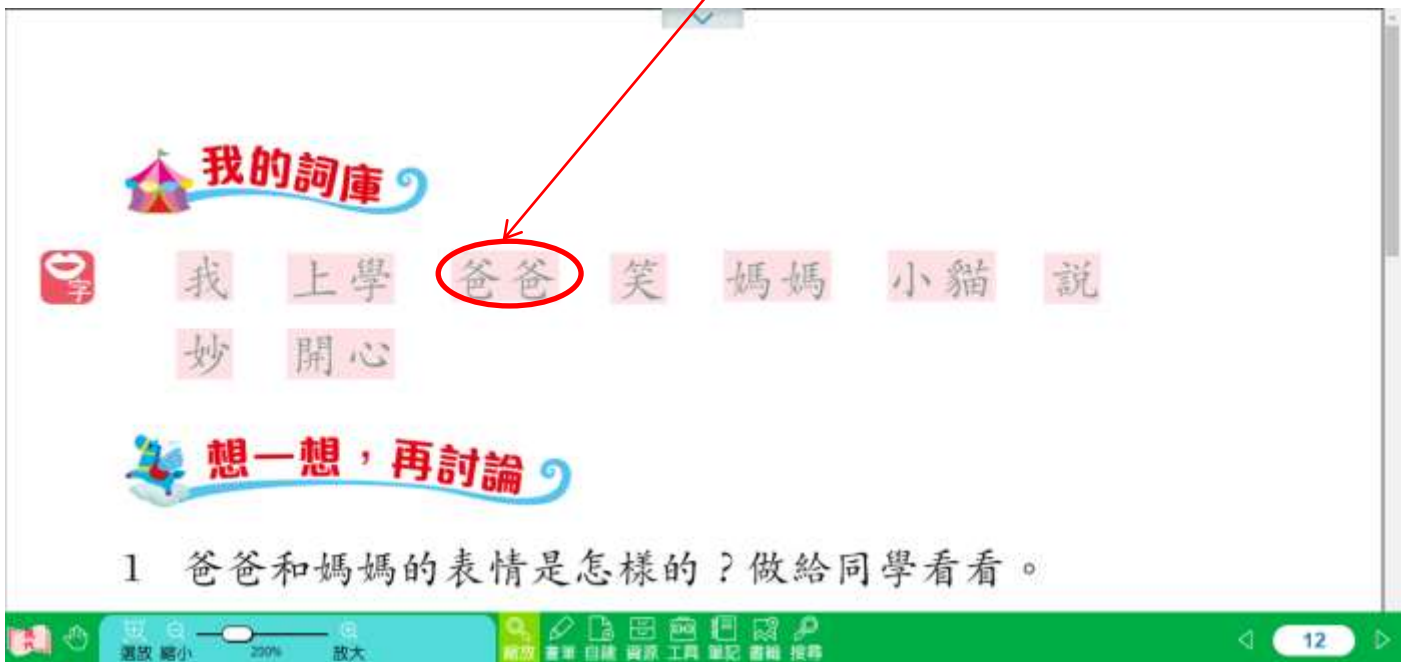 我的詞庫
字
我 上學 爸爸 笑 媽媽 小貓 説
妙 開心
想一想，再討論
1 爸爸和媽媽的表情是怎樣的？做給同學看看。
選放 縮小 200% 放大 縮放 畫筆 自建 資源 工具 筆記 書輯 搜尋 12